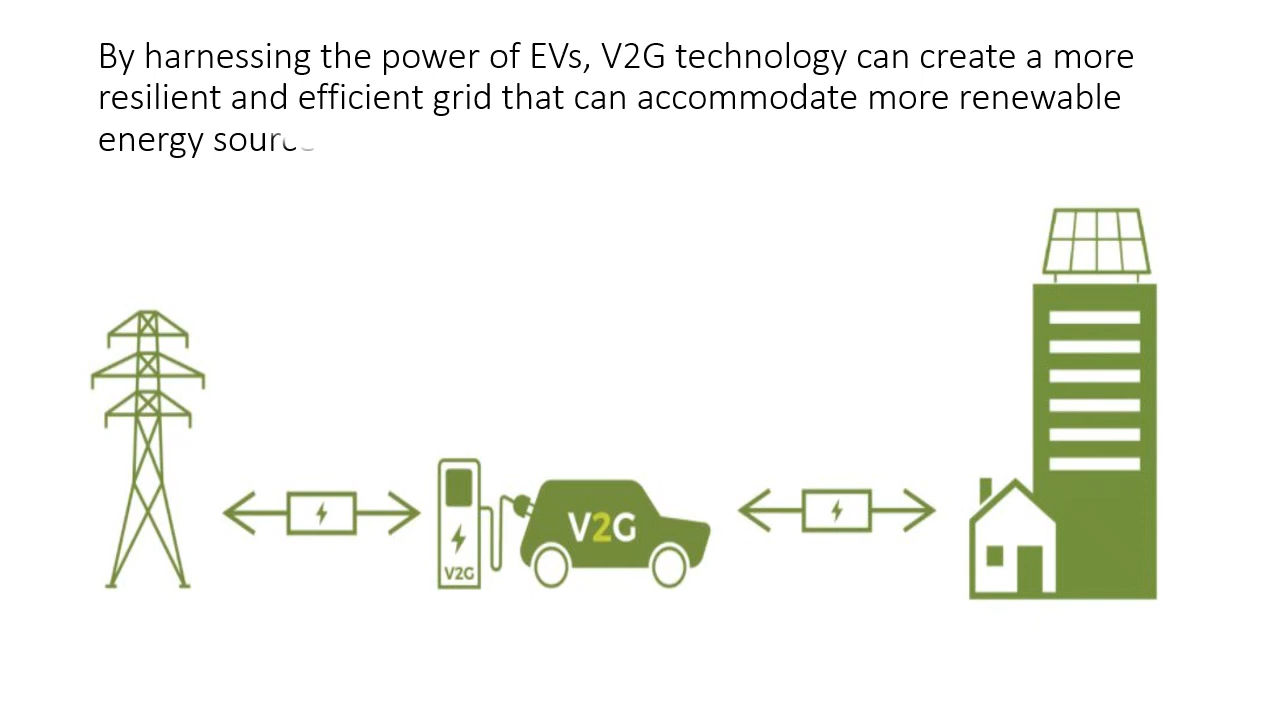 By harnessing the power of EVs, V2G technology can create a more
resilient and efficient grid that can accommodate more renewable
energy
V2G
V2G